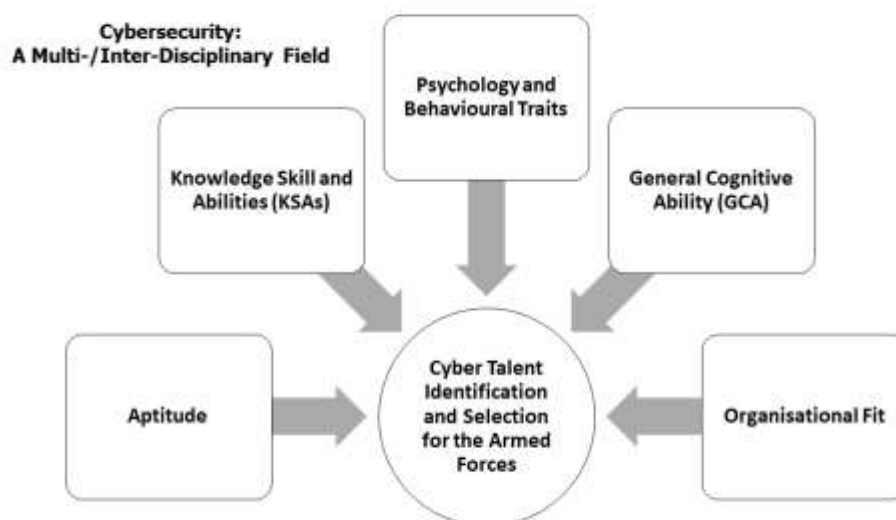 Cybersecurity:
A Multi-/Inter-Disciplinary Field
Psychology and
Behavioural Traits
Knowledge Skill and
Abilities (KSAs)
General Cognitive
Ability (GCA)
Aptitude
Cyber Talent
Identification
and Selection
for the Armed
Forces
Organisational Fit